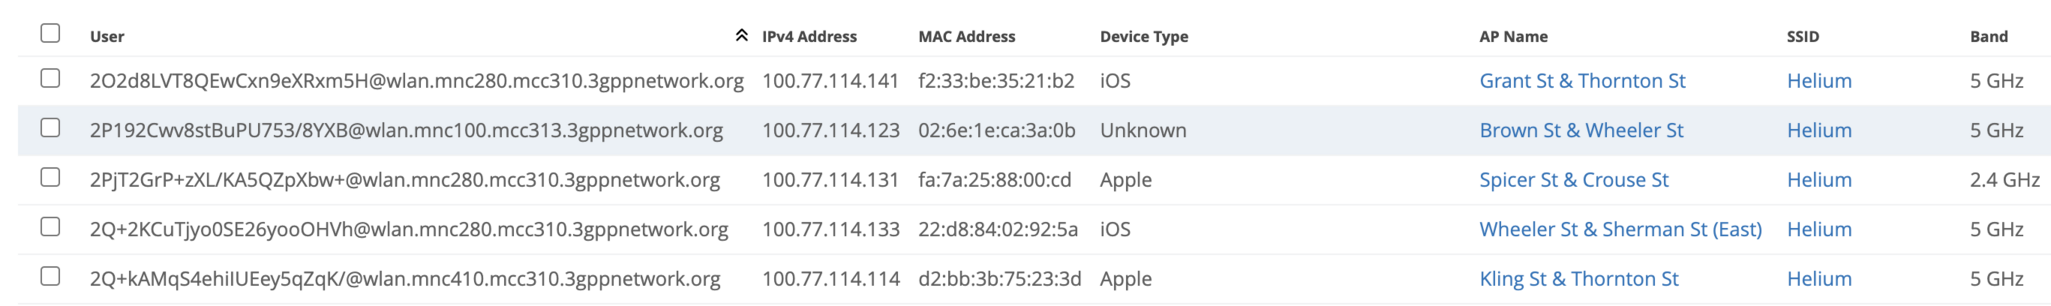 User IPv4 Address MAC Address Device Type AP Name SSID Band
2O2d8LVT8QEwCxn9eXRxm5H@wlan.mnc280.mcc310.3gppnetwork.org 100.77.114.141 f2:33:be:35:21:b2 iOS Grant St & Thornton St Helium 5 GHz
2P192Cwv8stBuPU753/8YXB@wlan.mnc100.mcc313.3gppnetwork.org 100.77.114.123 02:6e:1e:ca:3a:0b Unknown Brown St & Wheeler St Helium 5 GHz
2PjT2GrP+zXL/KA5QZpXbw+@wlan.mnc280.mcc310.3gppnetwork.org 100.77.114.131 fa:7a:25:88:00:cd Apple Spicer St & Crouse St Helium 2.4 GHz
2Q+2KCuTjyo0SE26yooOHVh@wlan.mnc280.mcc310.3gppnetwork.org 100.77.114.133 22:d8:84:02:92:5a iOS Wheeler St & Sherman St (East) Helium 5 GHz
2Q+kAMqS4ehiIUEey5qZqK/@wlan.mnc410.mcc310.3gppnetwork.org 100.77.114.114 d2:bb:3b:75:23:3d Apple Kling St & Thornton St Helium 5 GHz